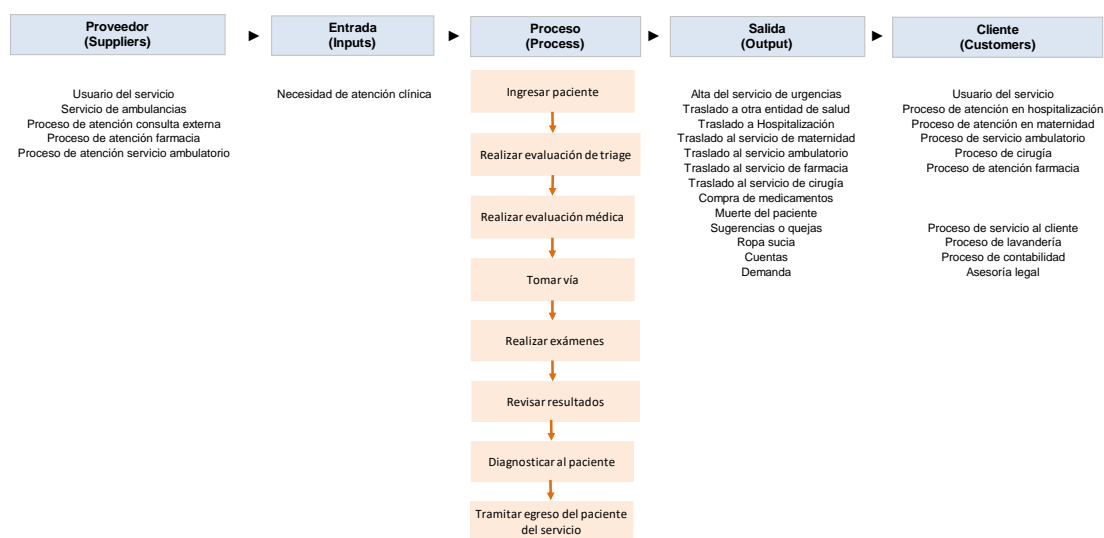 Proveedor
(Suppliers)
►
Entrada
(Inputs)
►
Proceso
(Process)
►
Salida
(Output)
►
Cliente
(Customers)
Usuario del servicio
Servicio de ambulancias
Proceso de atención consulta externa
Proceso de atención farmacia
Proceso de atención servicio ambulatorio
Necesidad de atención clínica
Ingresar paciente
Realizar evaluación de triage
Realizar evaluación médica
Tomar vía
Realizar exámenes
Revisar resultados
Diagnosticar al paciente
Tramitar egreso del paciente
del servicio
Alta del servicio de urgencias
Traslado a otra entidad de salud
Traslado a Hospitalización
Traslado al servicio de maternidad
Traslado al servicio ambulatorio
Traslado al servicio de farmacia
Traslado al servicio de cirugía
Compra de medicamentos
Muerte del paciente
Sugerencias o quejas
Ropa sucia
Cuentas
Demanda
Usuario del servicio
Proceso de atención en hospitalización
Proceso de atención en maternidad
Proceso de servicio ambulatorio
Proceso de cirugía
Proceso de atención farmacia
Proceso de servicio al cliente
Proceso de lavandería
Proceso de contabilidad
Asesoría legal